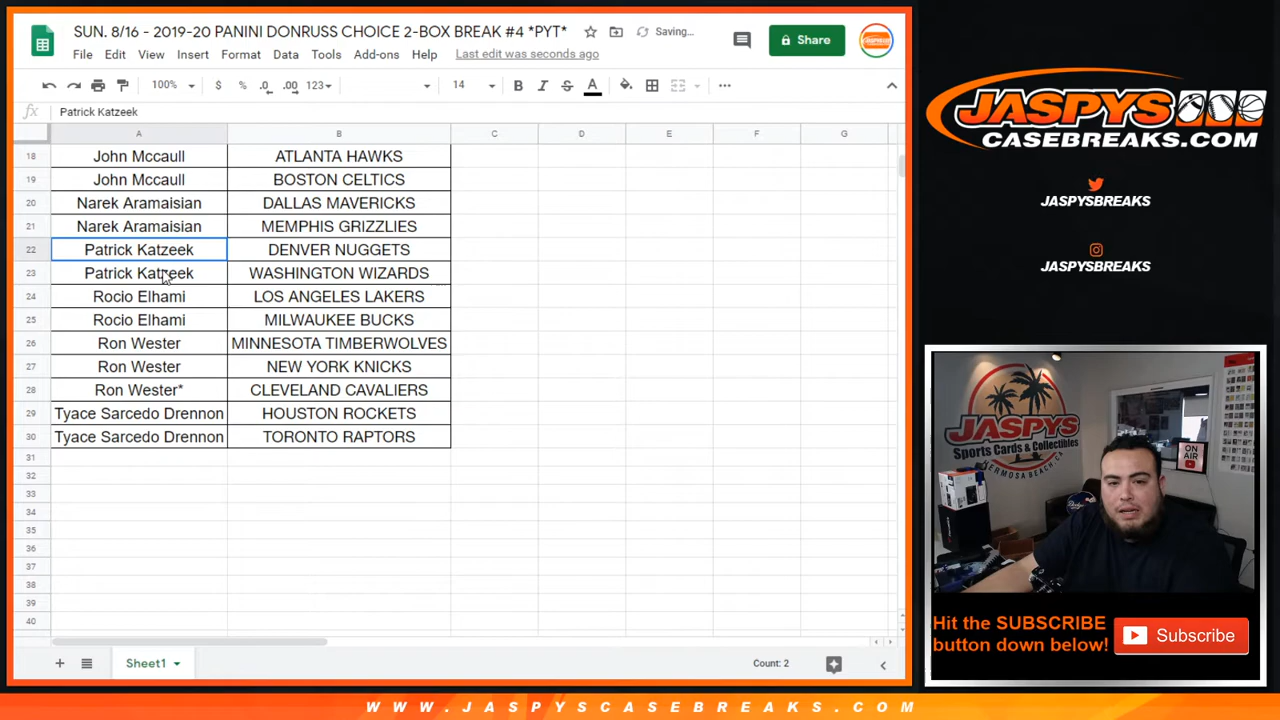 SUN. 8/16 - 2019-20 PANINI DONRUSS CHOICE 2-BOX BREAK #4 *PYT*
Saving...
File Edit View Insert Format Data Tools Add-ons Help Last edit was seconds ago
Share
100% $ % .0 .00 123 14 B I S A
fx Patrick Katzeek
A B C D E F G
18 John Mccaull ATLANTA HAWKS
19 John Mccaull BOSTON CELTICS
20 Narek Aramaisian DALLAS MAVERICKS
21 Narek Aramaisian MEMPHIS GRIZZLIES
22 Patrick Katzeek DENVER NUGGETS
23 Patrick Katzeek WASHINGTON WIZARDS
24 Rocio Elhami LOS ANGELES LAKERS
25 Rocio Elhami MILWAUKEE BUCKS
26 Ron Wester MINNESOTA TIMBERWOLVES
27 Ron Wester NEW YORK KNICKS
28 Ron Wester* CLEVELAND CAVALIERS
29 Tyace Sarcedo Drennon HOUSTON ROCKETS
30 Tyace Sarcedo Drennon TORONTO RAPTORS
31
32
33
34
35
36
37
38
39
40
Sheet1
Count: 2
JASPYS
CASEBREAKS.COM
JASPYSBREAKS
JASPYSBREAKS
JASPYS
Sports Cards & Collectibles
HERMOSA BEACH, CA
ON AIR
Hit the SUBSCRIBE
button down below!
Subscribe
WWW.JASPYSCASEBREAKS.COM